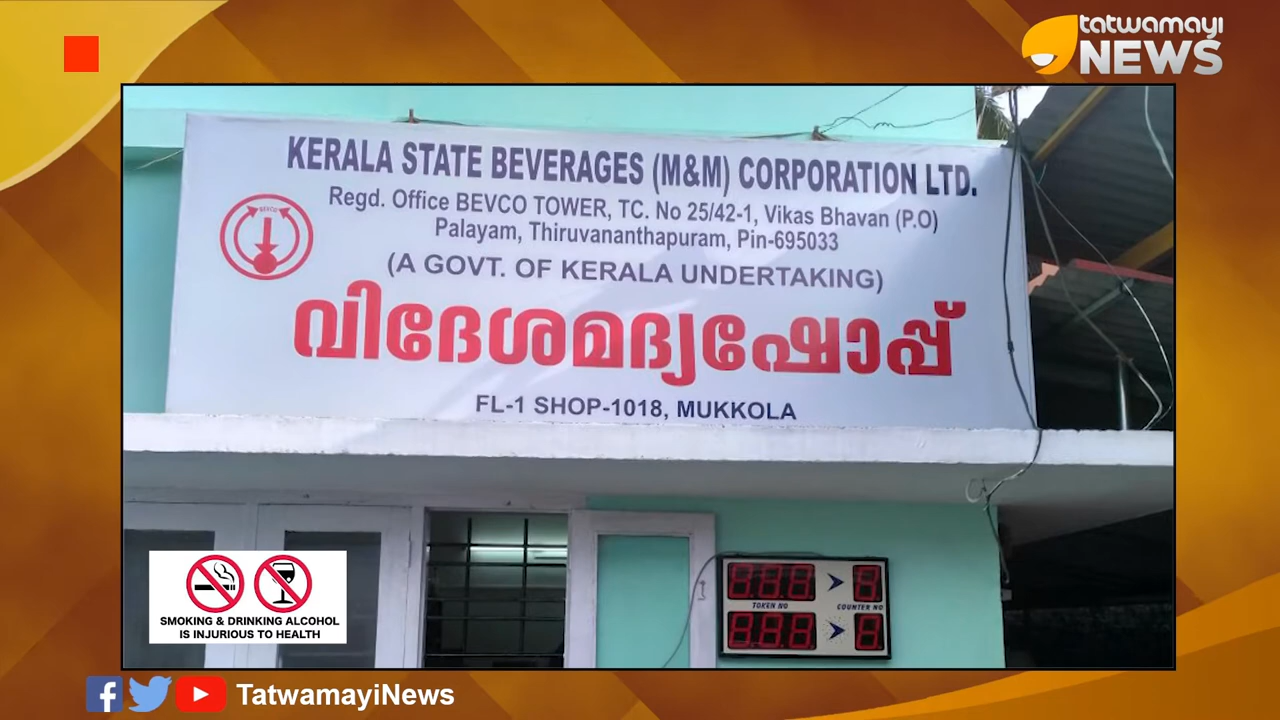 tatwamayi
NEWS
KERALA STATE BEVERAGES (M&M) CORPORATION LTD.
Regd. Office BEVCO TOWER, TC. No 25/42-1, Vikas Bhavan (P.O)
Palayam, Thiruvananthapuram, Pin-695033
(A GOVT. OF KERALA UNDERTAKING)
BEVCO
വിദേശമദ്യഷോപ്പ്
FL-1 SHOP-1018, MUKKOLA
888 > 8
TOKEN NO COUNTER NO
888 > 8
SMOKING & DRINKING ALCOHOL
IS INJURIOUS TO HEALTH
TatwamayiNews